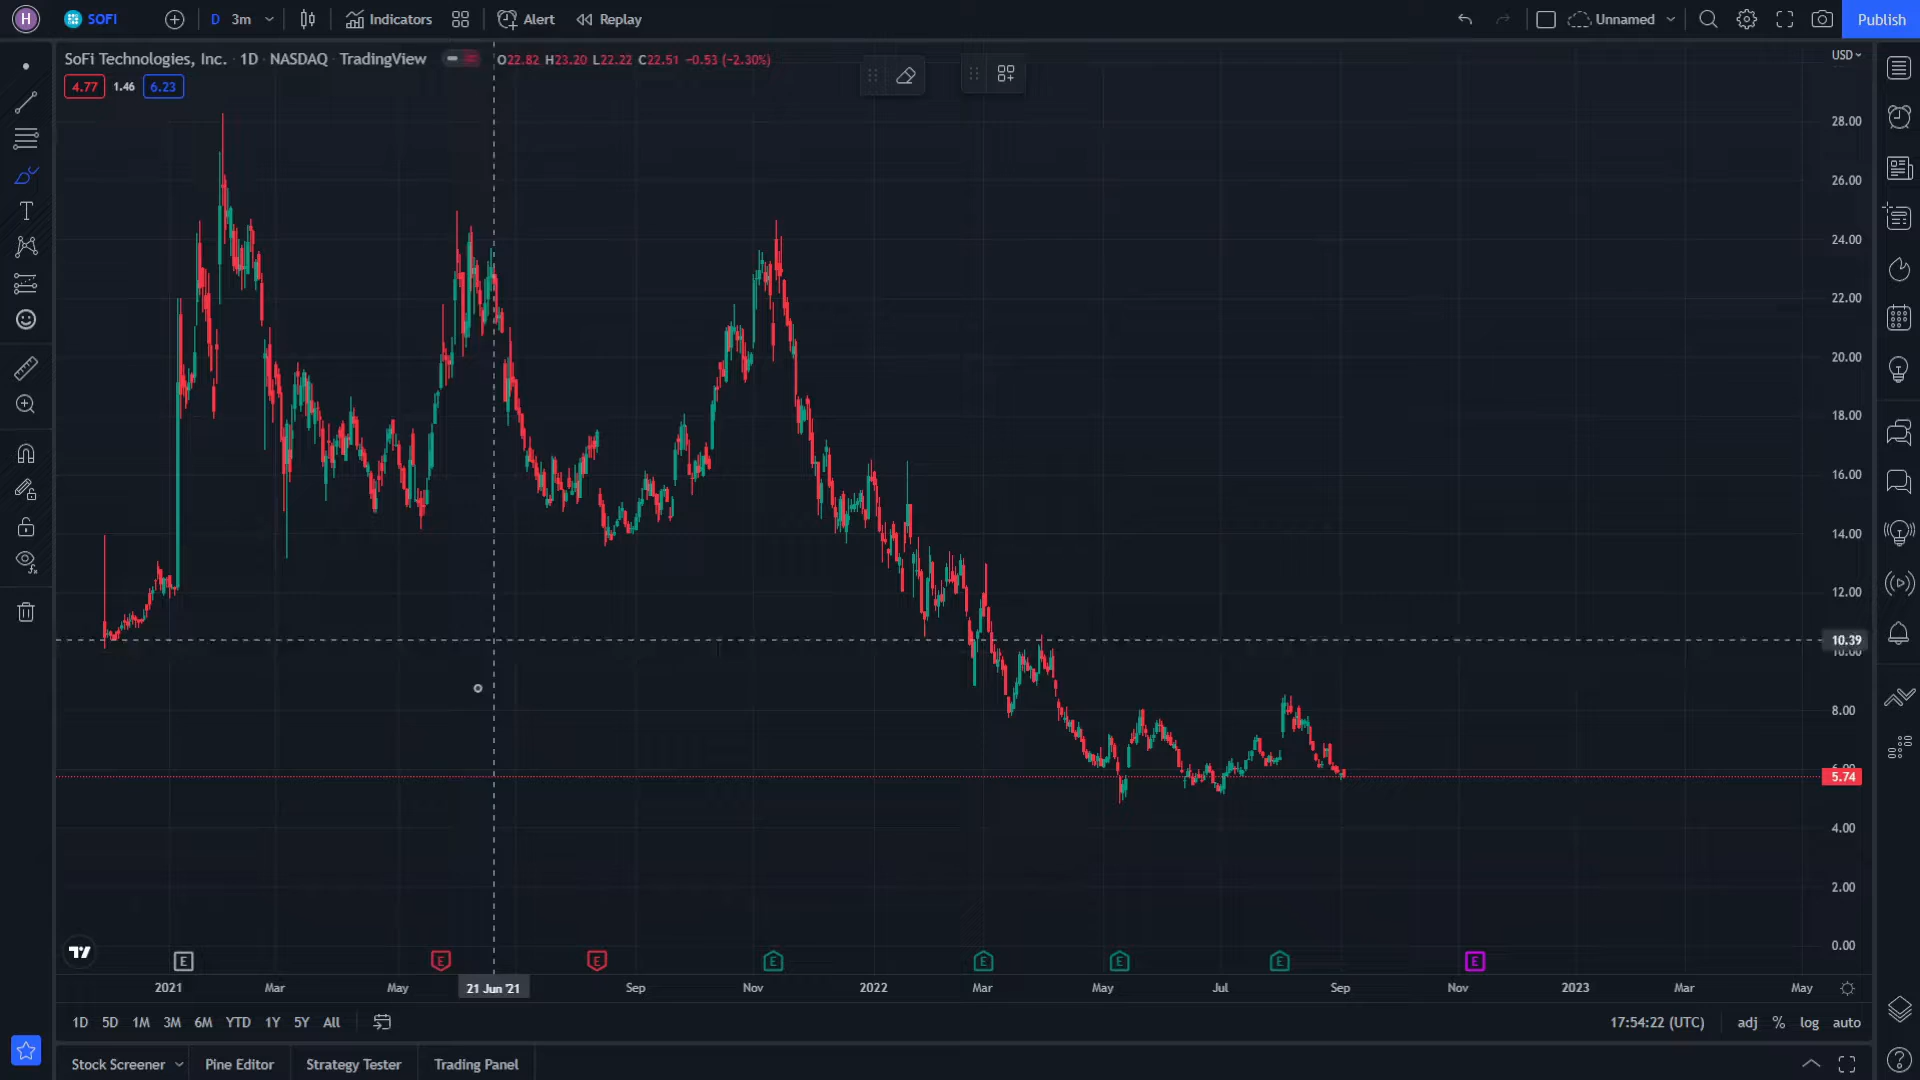 H SOFI D 3m Indicators Alert Replay Unnamed Publish
SoFi Technologies, Inc. · 1D · NASDAQ · TradingView O22.82 H23.20 L22.22 C22.51 −0.53 (−2.30%) USD
4.77 1.46 6.23
28.00
26.00
24.00
22.00
20.00
18.00
16.00
14.00
12.00
10.39
10.00
8.00
6.00
5.74
4.00
2.00
0.00
E E E E E E E E
2021 Mar May 21 Jun '21 Sep Nov 2022 Mar May Jul Sep Nov 2023 Mar May
1D 5D 1M 3M 6M YTD 1Y 5Y All 17:54:22 (UTC) adj % log auto
Stock Screener Pine Editor Strategy Tester Trading Panel